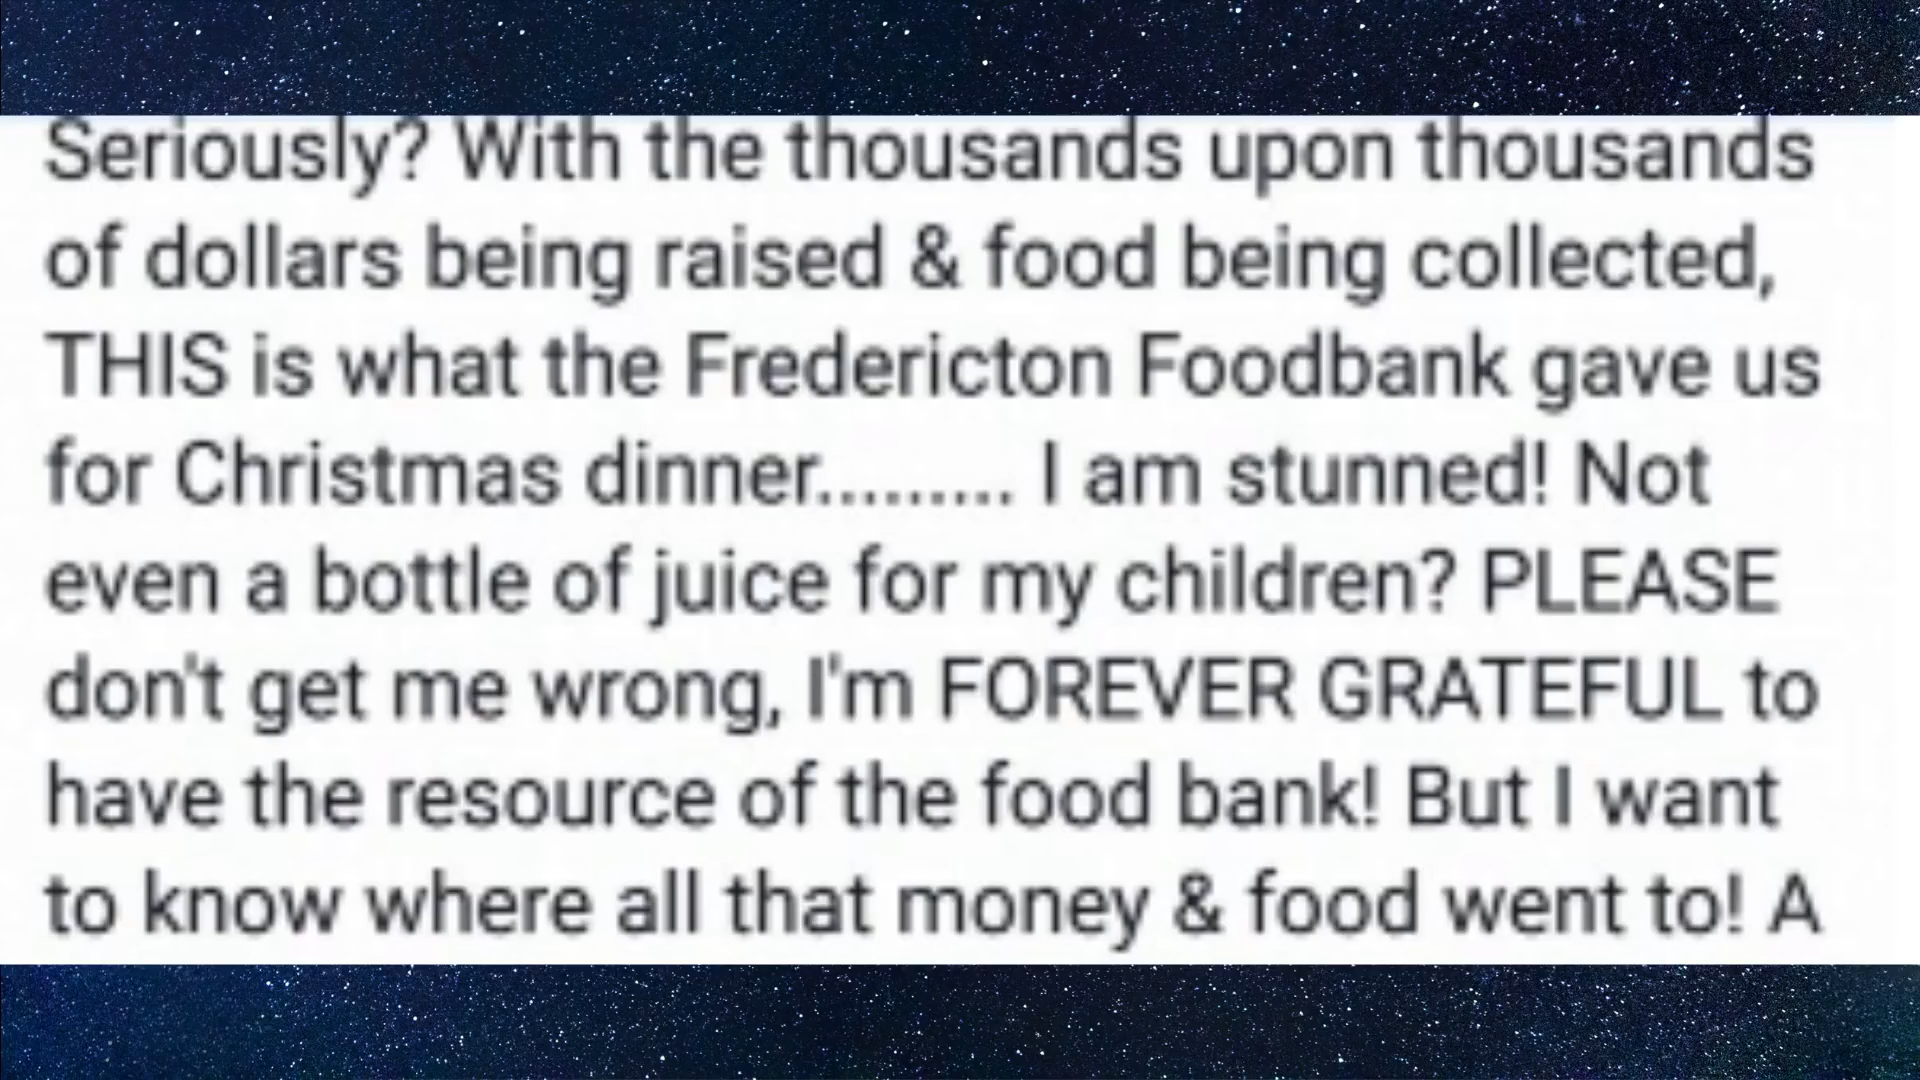 Seriously? With the thousands upon thousands
of dollars being raised & food being collected,
THIS is what the Fredericton Foodbank gave us
for Christmas dinner......... I am stunned! Not
even a bottle of juice for my children? PLEASE
don't get me wrong, I'm FOREVER GRATEFUL to
have the resource of the food bank! But I want
to know where all that money & food went to! A